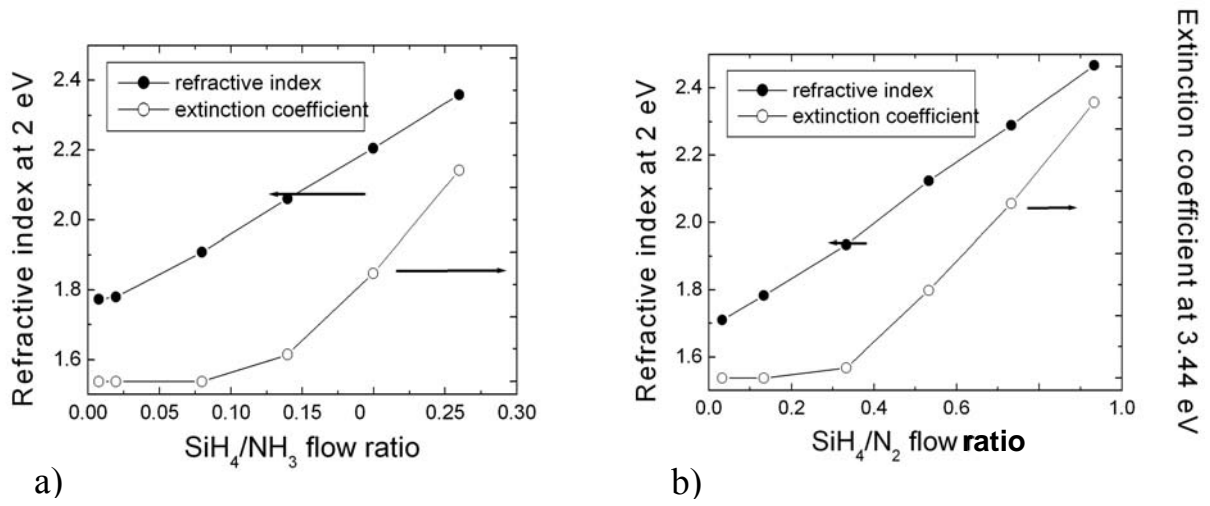 a)
Refractive index at 2 eV
2.4
2.2
2.0
1.8
1.6
refractive index
extinction coefficient
0.00 0.05 0.10 0.15 0 0.25 0.30
SiH4/NH3 flow ratio
b)
Refractive index at 2 eV
2.4
2.2
2.0
1.8
1.6
refractive index
extinction coefficient
0.0 0.2 0.4 0.6 0.8 1.0
SiH4/N2 flow ratio
Extinction coefficient at 3.44 eV